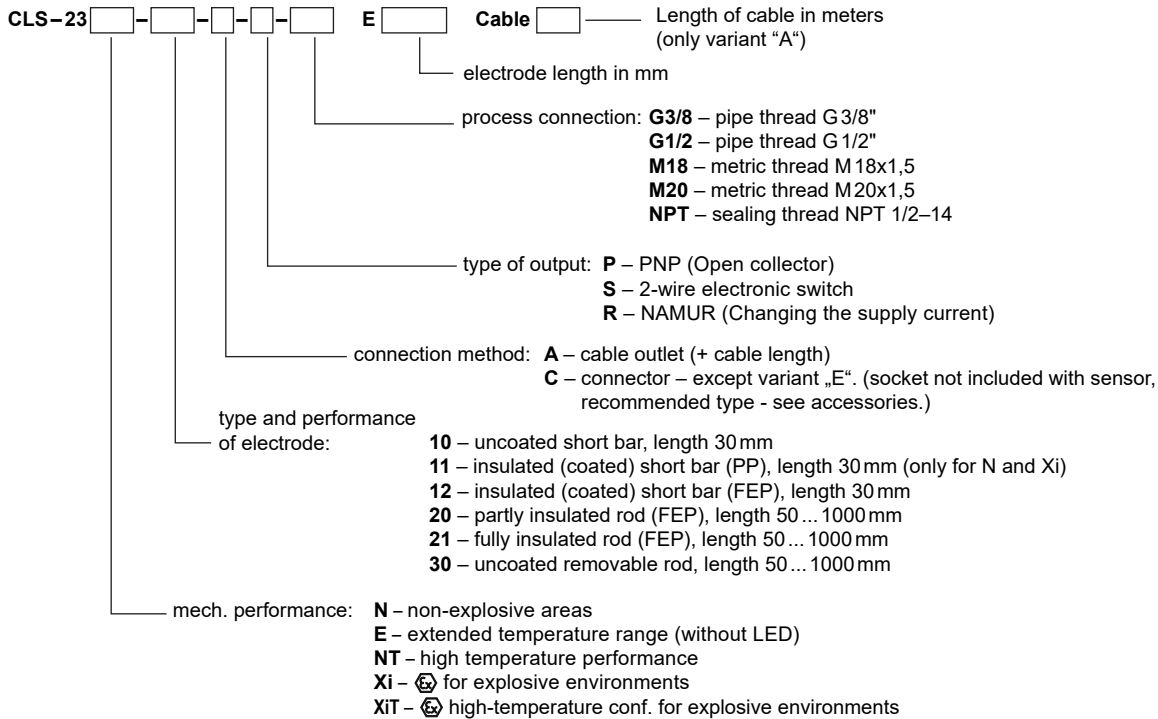 CLS–23 – – – – E Cable Length of cable in meters
(only variant “A“)
electrode length in mm
process connection: G3/8 – pipe thread G 3/8"
G1/2 – pipe thread G 1/2"
M18 – metric thread M 18x1,5
M20 – metric thread M 20x1,5
NPT – sealing thread NPT 1/2–14
type of output: P – PNP (Open collector)
S – 2-wire electronic switch
R – NAMUR (Changing the supply current)
connection method: A – cable outlet (+ cable length)
C – connector – except variant „E“. (socket not included with sensor,
recommended type - see accessories.)
type and performance
of electrode:
10 – uncoated short bar, length 30 mm
11 – insulated (coated) short bar (PP), length 30 mm (only for N and Xi)
12 – insulated (coated) short bar (FEP), length 30 mm
20 – partly insulated rod (FEP), length 50 ... 1000 mm
21 – fully insulated rod (FEP), length 50 ... 1000 mm
30 – uncoated removable rod, length 50 ... 1000 mm
mech. performance: N – non-explosive areas
E – extended temperature range (without LED)
NT – high temperature performance
Xi – Ex for explosive environments
XiT – Ex high-temperature conf. for explosive environments